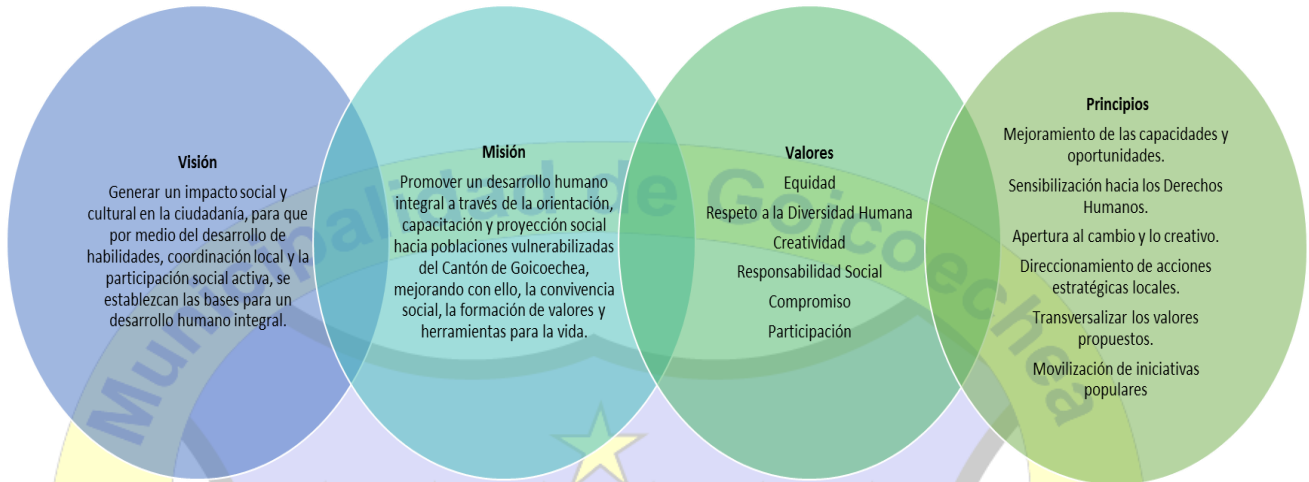 Visión
Generar un impacto social y
cultural en la ciudadanía, para que
por medio del desarrollo de
habilidades, coordinación local y la
participación social activa, se
establezcan las bases para un
desarrollo humano integral.
Misión
Promover un desarrollo humano
integral a través de la orientación,
capacitación y proyección social
hacia poblaciones vulnerabilizadas
del Cantón de Goicoechea,
mejorando con ello, la convivencia
social, la formación de valores y
herramientas para la vida.
Valores
Equidad
Respeto a la Diversidad Humana
Creatividad
Responsabilidad Social
Compromiso
Participación
Principios
Mejoramiento de las capacidades y
oportunidades.
Sensibilización hacia los Derechos
Humanos.
Apertura al cambio y lo creativo.
Direccionamiento de acciones
estratégicas locales.
Transversalizar los valores
propuestos.
Movilización de iniciativas
populares
Municipalidad de Goicoechea